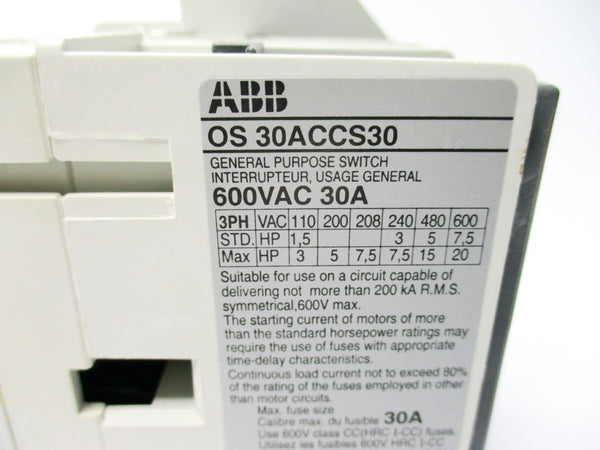 ABB
OS 30ACCS30
GENERAL PURPOSE SWITCH
INTERRUPTEUR, USAGE GENERAL
600VAC 30A
3PH VAC 110 200 208 240 480 600
STD. HP 1,5 3 5 7,5
Max HP 3 5 7,5 7,5 15 20
Suitable for use on a circuit capable of
delivering not more than 200 kA R.M.S.
symmetrical,600V max.
The starting current of motors of more
than the standard horsepower ratings may
require the use of fuses with appropriate
time-delay characteristics.
Continuous load current not to exceed 80%
of the rating of the fuses employed in other
than motor circuits.
Max. fuse size
Calibre max. du fusible 30A
Use 600V class CC(HRC I-CC) fuses.
Utilisez les fusibles 600V HRC I-CC